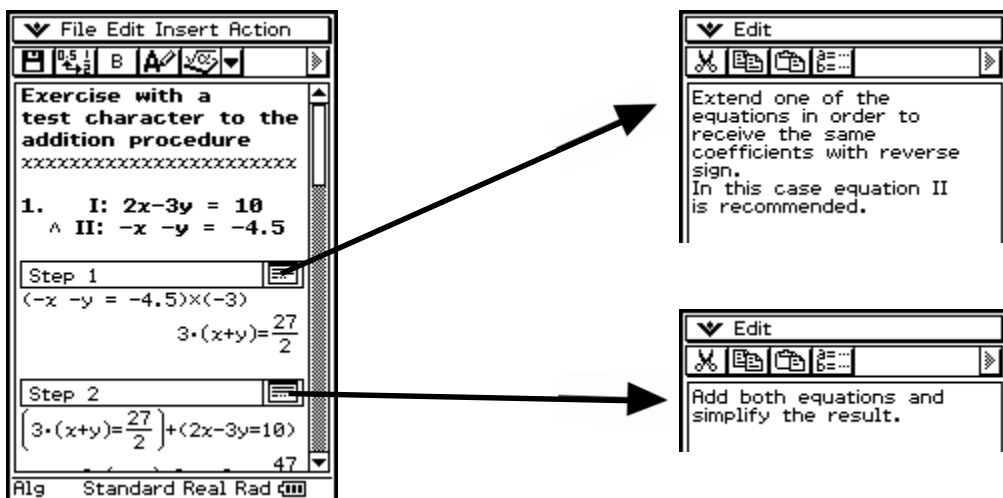 File Edit Insert Action
B
Exercise with a
test character to the
addition procedure
xxxxxxxxxxxxxxxxxxxxxxx
1. I: 2x-3y = 10
^ II: -x -y = -4.5
Step 1
(-x -y = -4.5)×(-3)
3·(x+y)=27/2
Step 2
(3·(x+y)=27/2)+(2x-3y=10)
47
Alg Standard Real Rad
Edit
Extend one of the
equations in order to
receive the same
coefficients with reverse
sign.
In this case equation II
is recommended.
Edit
Add both equations and
simplify the result.